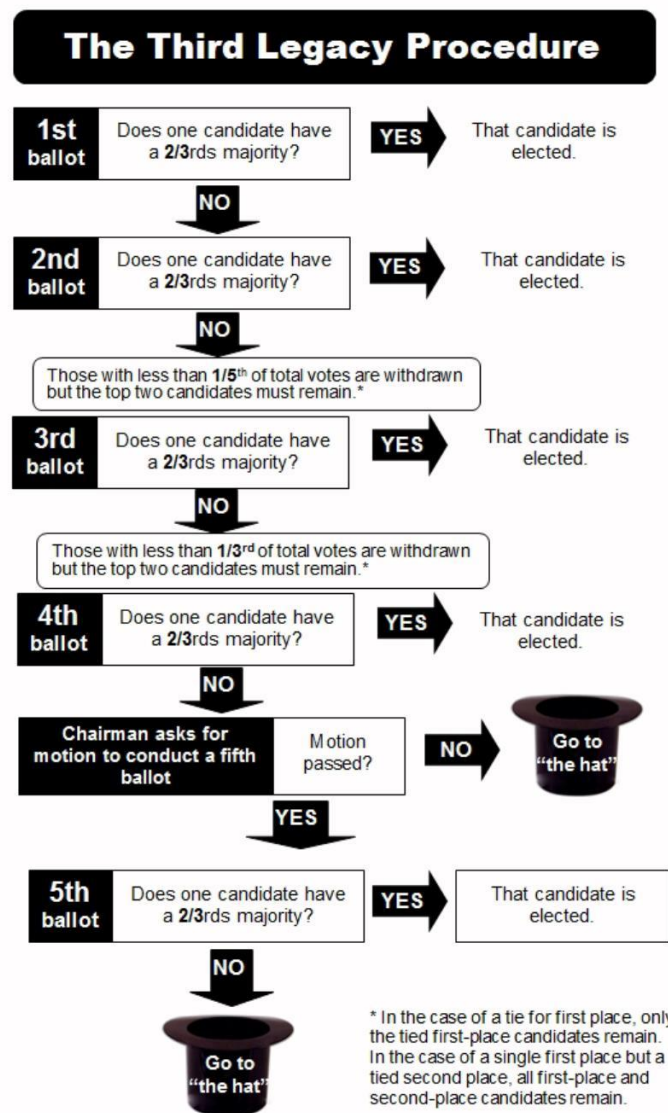 The Third Legacy Procedure
1st
ballot
Does one candidate have
a 2/3rds majority?
YES
That candidate is
elected.
NO
2nd
ballot
Does one candidate have
a 2/3rds majority?
YES
That candidate is
elected.
NO
Those with less than 1/5th of total votes are withdrawn
but the top two candidates must remain.*
3rd
ballot
Does one candidate have
a 2/3rds majority?
YES
That candidate is
elected.
NO
Those with less than 1/3rd of total votes are withdrawn
but the top two candidates must remain.*
4th
ballot
Does one candidate have
a 2/3rds majority?
YES
That candidate is
elected.
NO
Chairman asks for
motion to conduct a fifth
ballot
Motion
passed?
NO
Go to
“the hat”
YES
5th
ballot
Does one candidate have
a 2/3rds majority?
YES
That candidate is
elected.
NO
Go to
“the hat”
* In the case of a tie for first place, only
the tied first-place candidates remain.
In the case of a single first place but a
tied second place, all first-place and
second-place candidates remain.